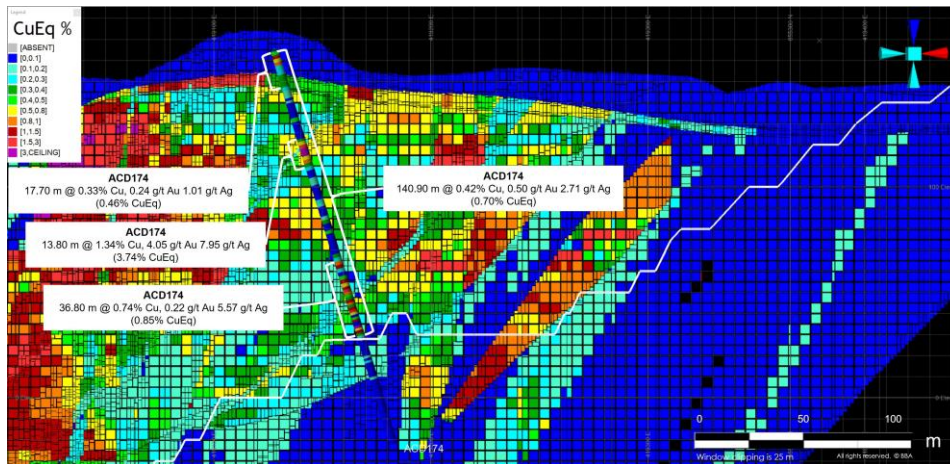 Legend
CuEq %
[ABSENT]
[0,0.1]
[0.1,0.2]
[0.2,0.3]
[0.3,0.4]
[0.4,0.5]
[0.5,0.8]
[0.8,1]
[1,1.5]
[1.5,3]
[3,CEILING]
ACD174
17.70 m @ 0.33% Cu, 0.24 g/t Au 1.01 g/t Ag
(0.46% CuEq)
ACD174
140.90 m @ 0.42% Cu, 0.50 g/t Au 2.71 g/t Ag
(0.70% CuEq)
ACD174
13.80 m @ 1.34% Cu, 4.05 g/t Au 7.95 g/t Ag
(3.74% CuEq)
ACD174
36.80 m @ 0.74% Cu, 0.22 g/t Au 5.57 g/t Ag
(0.85% CuEq)
ACD174
0 50 100
m
Window clipping is 25 m
All rights reserved. © BBA